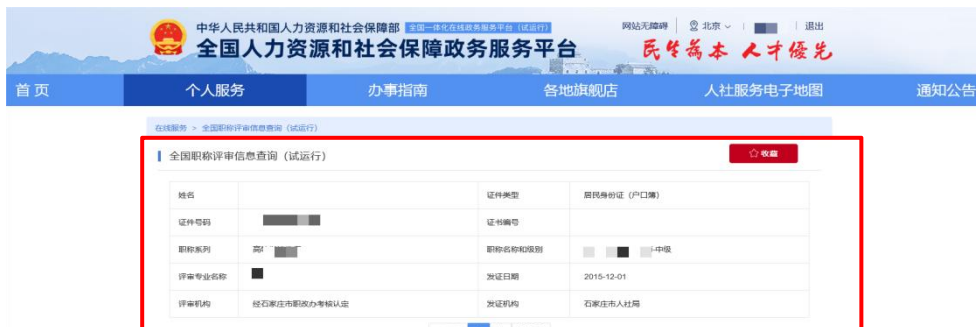 中华人民共和国人力资源和社会保障部 全国一体化在线政务服务平台（试运行） 网站无障碍 北京 退出
全国人力资源和社会保障政务服务平台 民生为本 人才优先
首页 个人服务 办事指南 各地旗舰店 人社服务电子地图 通知公告
在线服务 > 全国职称评审信息查询（试运行）
全国职称评审信息查询（试运行） 收藏
姓名 证件类型 居民身份证（户口簿）
证件号码 证书编号
职称系列 高 职称名称和级别 中级
评审专业名称 发证日期 2015-12-01
评审机构 经石家庄市职改办考核认定 发证机构 石家庄市人社局